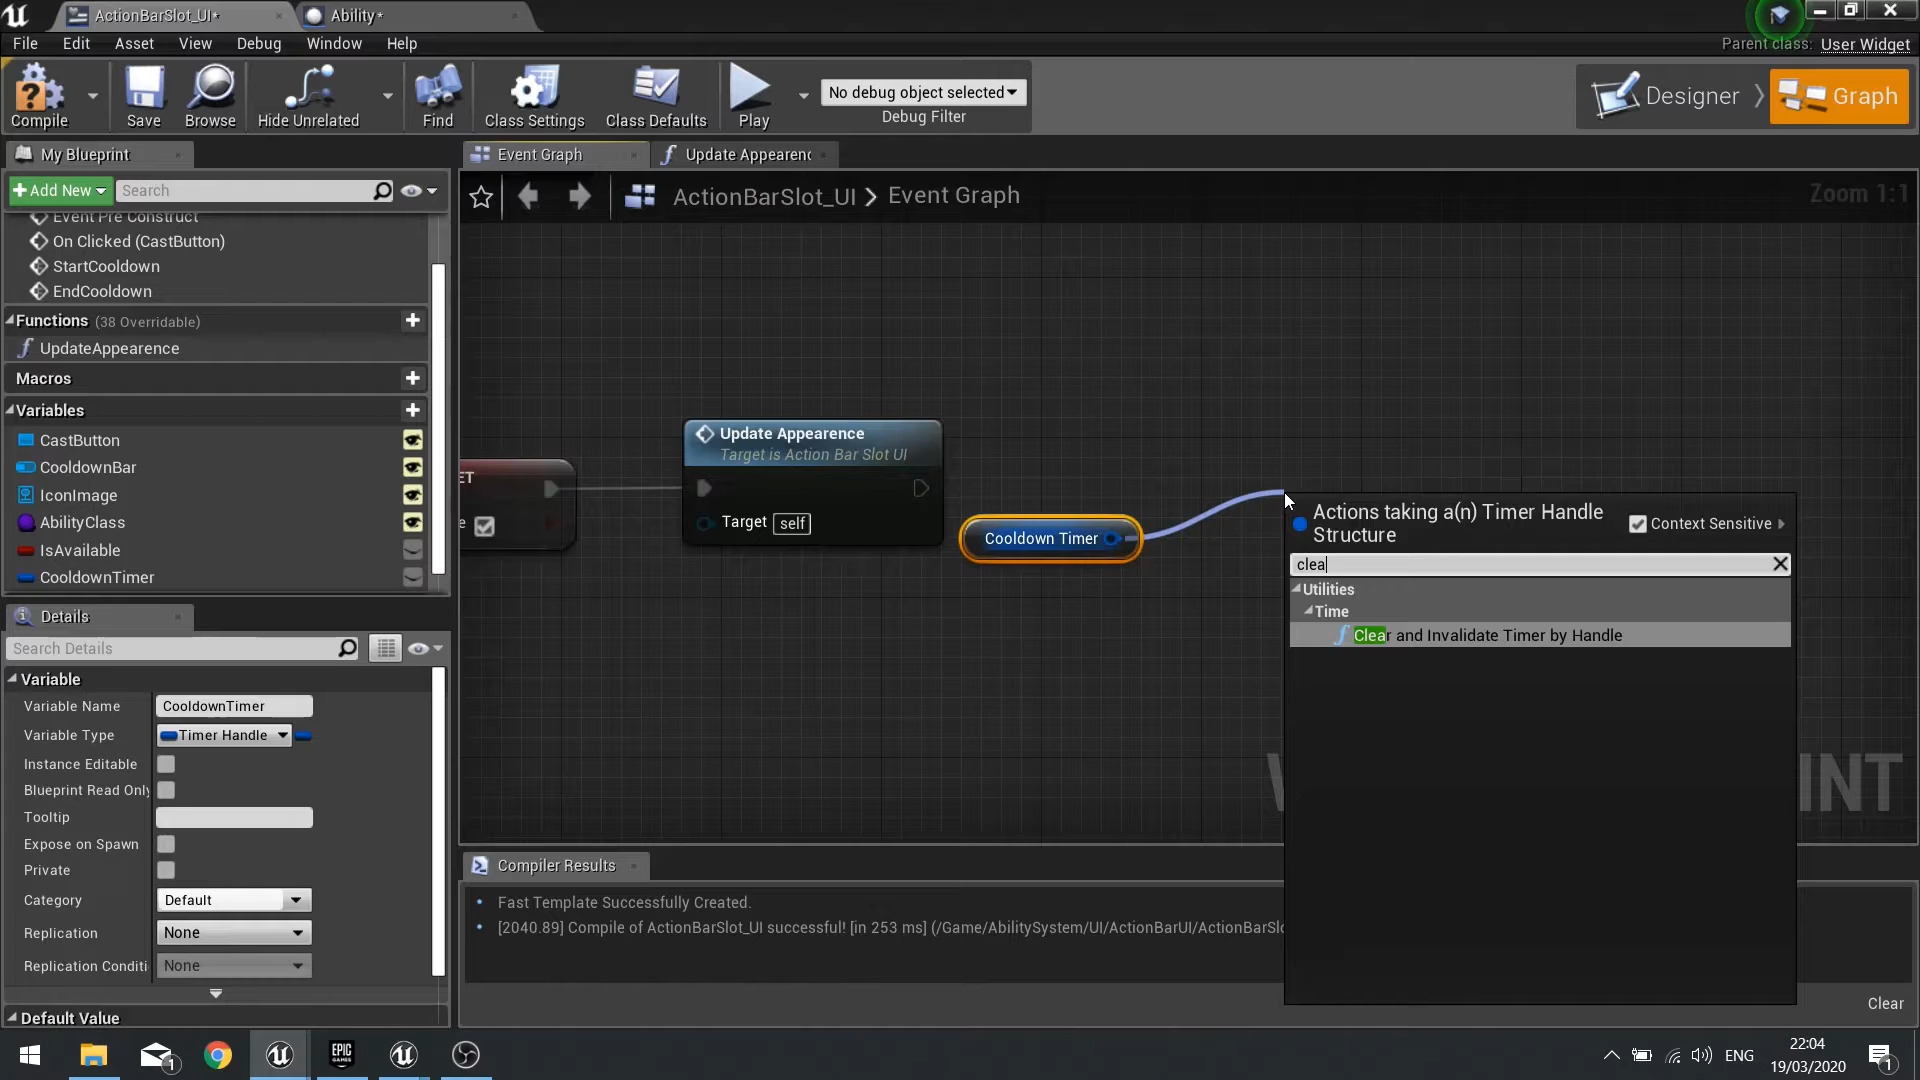 ActionBarSlot_UI*
Ability*
File Edit Asset View Debug Window Help
Parent class: User Widget
Compile
Save
Browse
Hide Unrelated
Find
Class Settings
Class Defaults
Play
No debug object selected
Debug Filter
Designer
Graph
My Blueprint
Event Graph
Update Appearenc
Add New
Search
ActionBarSlot_UI > Event Graph
Zoom 1:1
Event Pre Construct
On Clicked (CastButton)
StartCooldown
EndCooldown
Functions (38 Overridable)
UpdateAppearence
Macros
Variables
CastButton
CooldownBar
IconImage
AbilityClass
IsAvailable
CooldownTimer
ET
e
Update Appearence
Target is Action Bar Slot UI
Target self
Cooldown Timer
Actions taking a(n) Timer Handle
Structure
Context Sensitive
clea
Utilities
Time
Clear and Invalidate Timer by Handle
Details
Search Details
Variable
Variable Name CooldownTimer
Variable Type Timer Handle
Instance Editable
Blueprint Read Only
Tooltip
Expose on Spawn
Private
Category Default
Replication None
Replication Conditi None
Default Value
INT
Compiler Results
Fast Template Successfully Created.
[2040.89] Compile of ActionBarSlot_UI successful! [in 253 ms] (/Game/AbilitySystem/UI/ActionBarUI/ActionBarSlo
Clear
EPIC
GAMES
1
ENG
22:04
19/03/2020
1